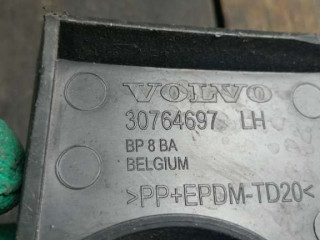 VOLVO
30764697 LH
BP 8 BA
BELGIUM
>PP+EPDM-TD20<